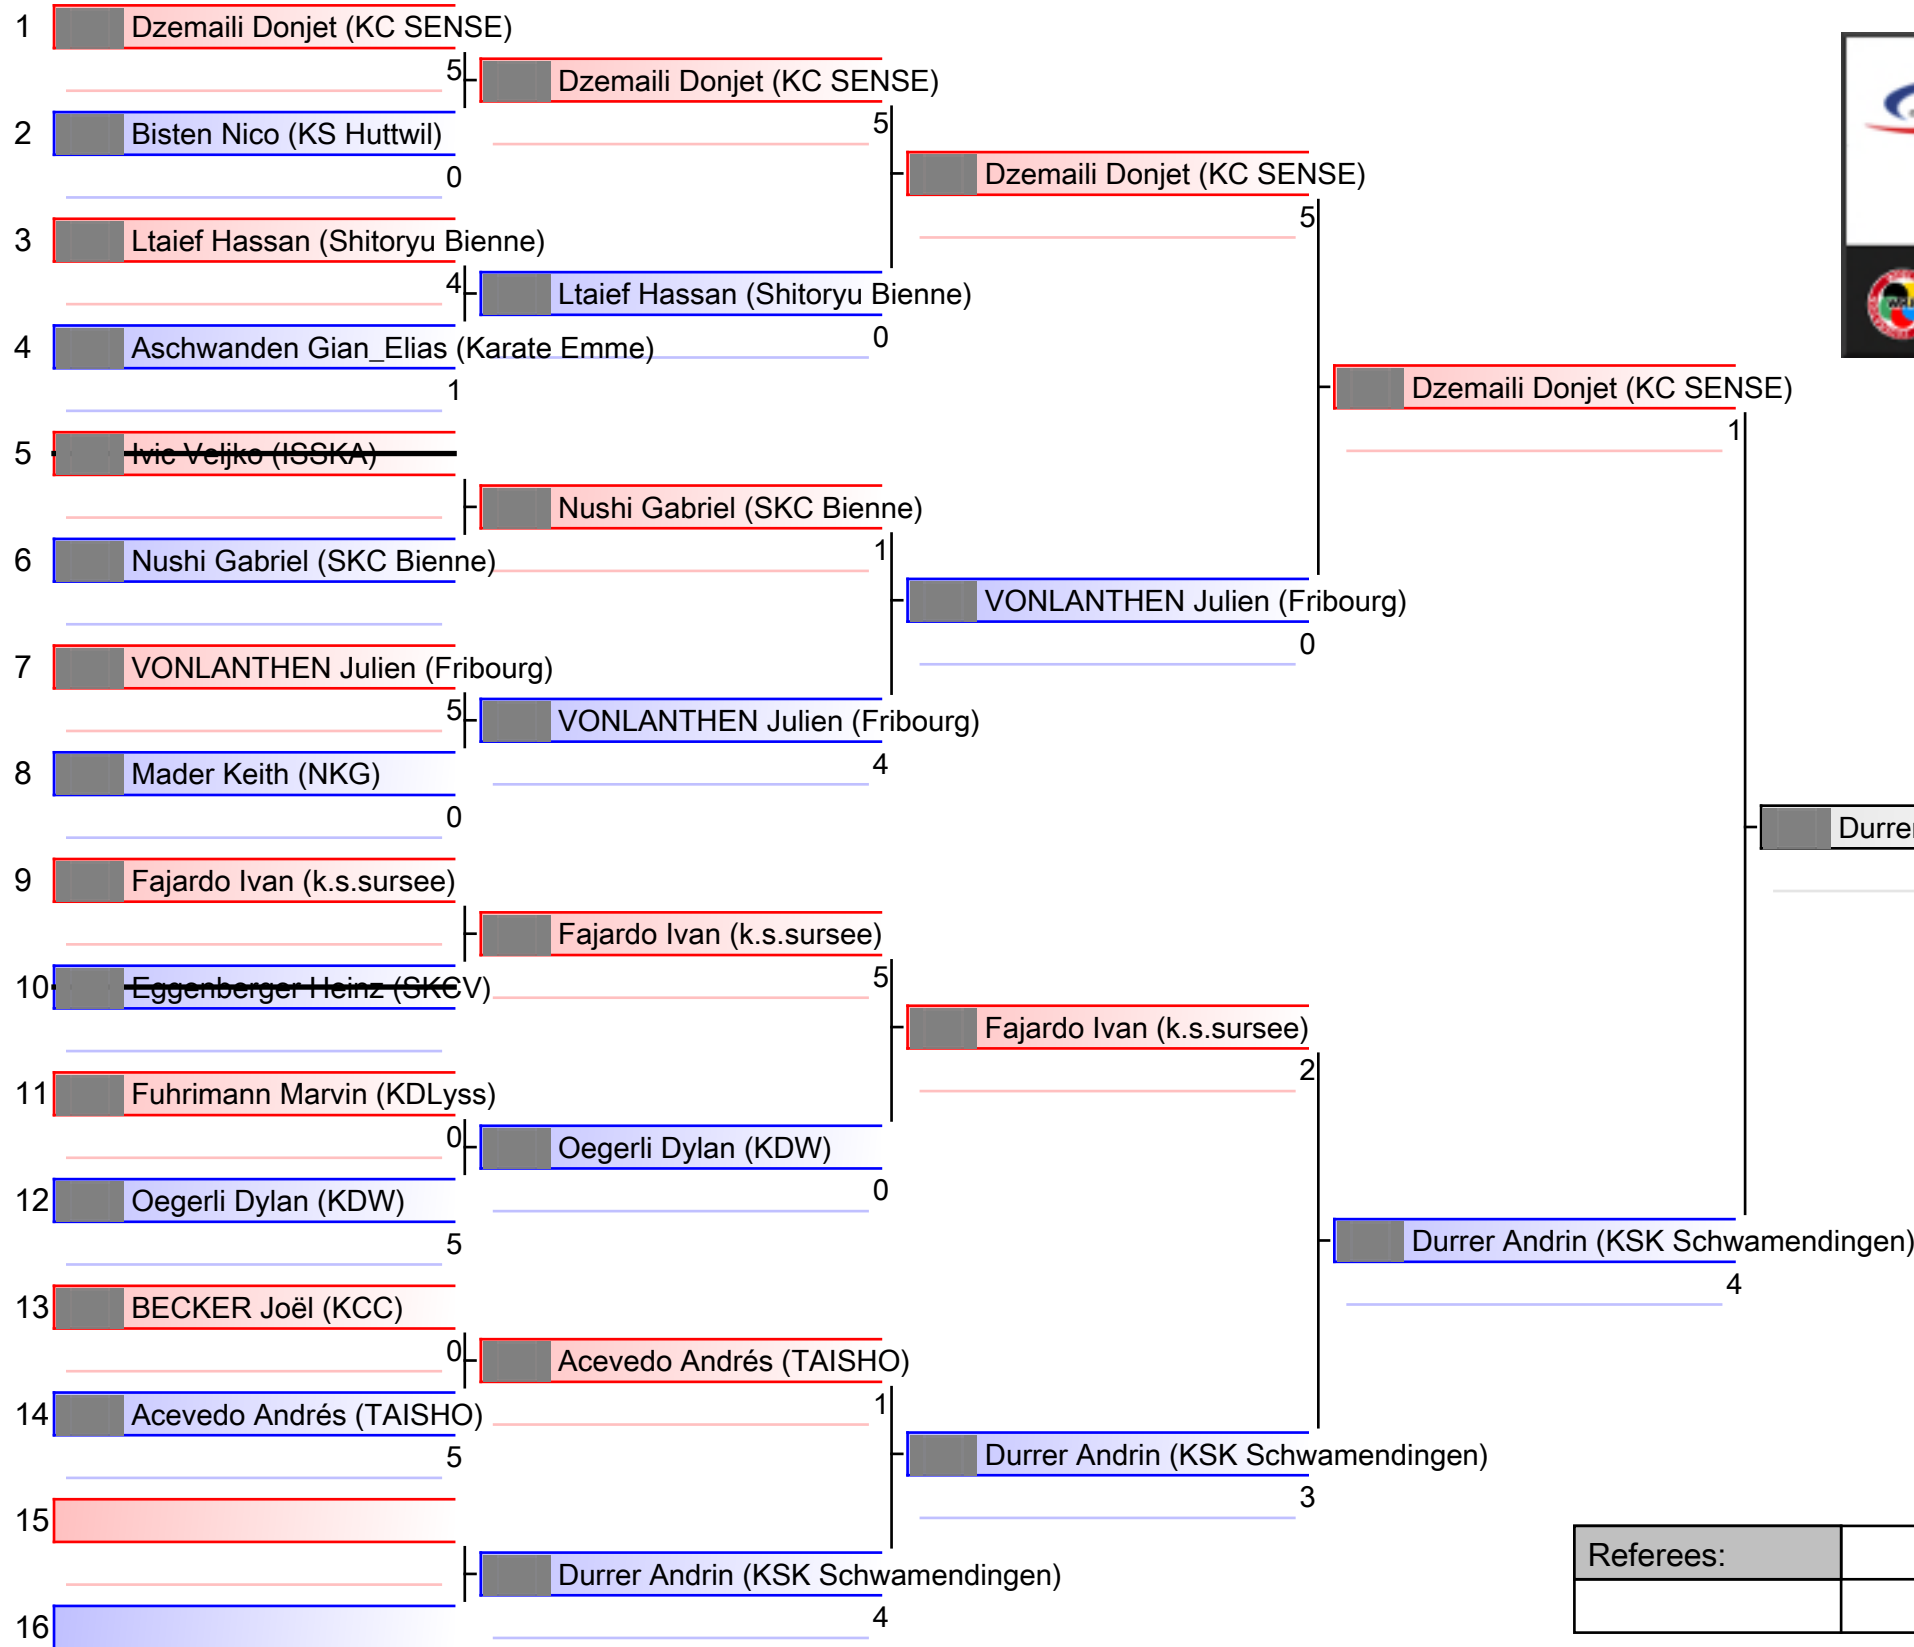 1 Dzemaili Donjet (KC SENSE)
5
2 Bisten Nico (KS Huttwil)
0
3 Ltaief Hassan (Shitoryu Bienne)
4
4 Aschwanden Gian_Elias (Karate Emme)
1
5 Ivic Veljko (ISSKA)
6 Nushi Gabriel (SKC Bienne)
7 VONLANTHEN Julien (Fribourg)
5
8 Mader Keith (NKG)
0
9 Fajardo Ivan (k.s.sursee)
10 Eggenberger Heinz (SKCV)
11 Fuhrimann Marvin (KDLyss)
0
12 Oegerli Dylan (KDW)
5
13 BECKER Joël (KCC)
0
14 Acevedo Andrés (TAISHO)
5
15
16
Dzemaili Donjet (KC SENSE)
5
Ltaief Hassan (Shitoryu Bienne)
0
Nushi Gabriel (SKC Bienne)
1
VONLANTHEN Julien (Fribourg)
4
Fajardo Ivan (k.s.sursee)
5
Oegerli Dylan (KDW)
0
Acevedo Andrés (TAISHO)
1
Durrer Andrin (KSK Schwamendingen)
4
Dzemaili Donjet (KC SENSE)
5
VONLANTHEN Julien (Fribourg)
0
Fajardo Ivan (k.s.sursee)
2
Durrer Andrin (KSK Schwamendingen)
3
Dzemaili Donjet (KC SENSE)
1
Durrer Andrin (KSK Schwamendingen)
4
Durrer
Referees: